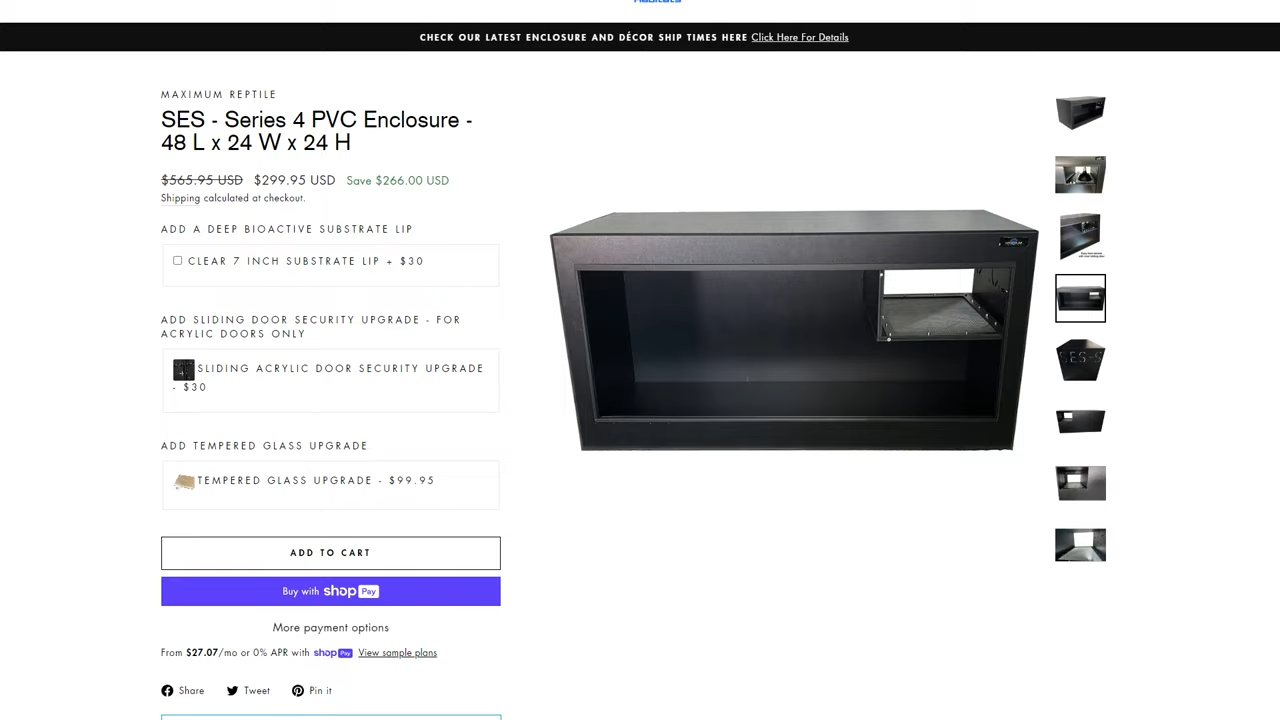 CHECK OUR LATEST ENCLOSURE AND DÉCOR SHIP TIMES HERE Click Here For Details
MAXIMUM REPTILE
SES - Series 4 PVC Enclosure -
48 L x 24 W x 24 H
$565.95 USD $299.95 USD Save $266.00 USD
Shipping calculated at checkout.
ADD A DEEP BIOACTIVE SUBSTRATE LIP
CLEAR 7 INCH SUBSTRATE LIP + $30
ADD SLIDING DOOR SECURITY UPGRADE - FOR
ACRYLIC DOORS ONLY
SLIDING ACRYLIC DOOR SECURITY UPGRADE
- $30
ADD TEMPERED GLASS UPGRADE
TEMPERED GLASS UPGRADE - $99.95
ADD TO CART
Buy with shop Pay
More payment options
From $27.07/mo or 0% APR with shop Pay View sample plans
Share Tweet Pin it